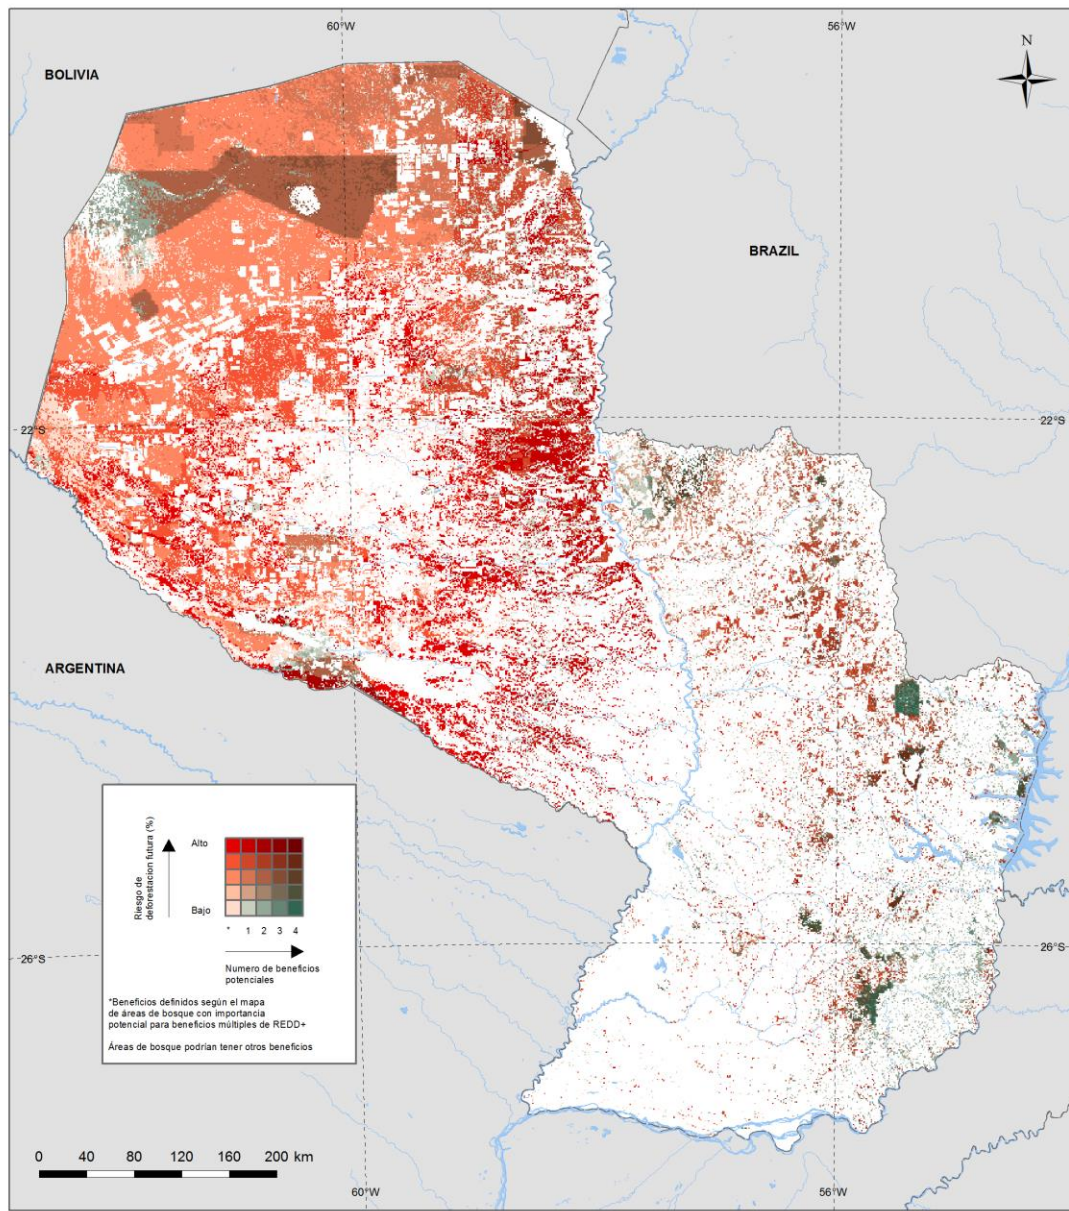 60°W
56°W
BOLIVIA
N
BRAZIL
22°S
22°S
ARGENTINA
Riesgo de
deforestacion futura (%)
Alto
Bajo
* 1 2 3 4
Numero de beneficios
potenciales
*Beneficios definidos según el mapa
de áreas de bosque con importancia
potencial para beneficios múltiples de REDD+
Áreas de bosque podrían tener otros beneficios
26°S
26°S
0 40 80 120 160 200 km
60°W
56°W